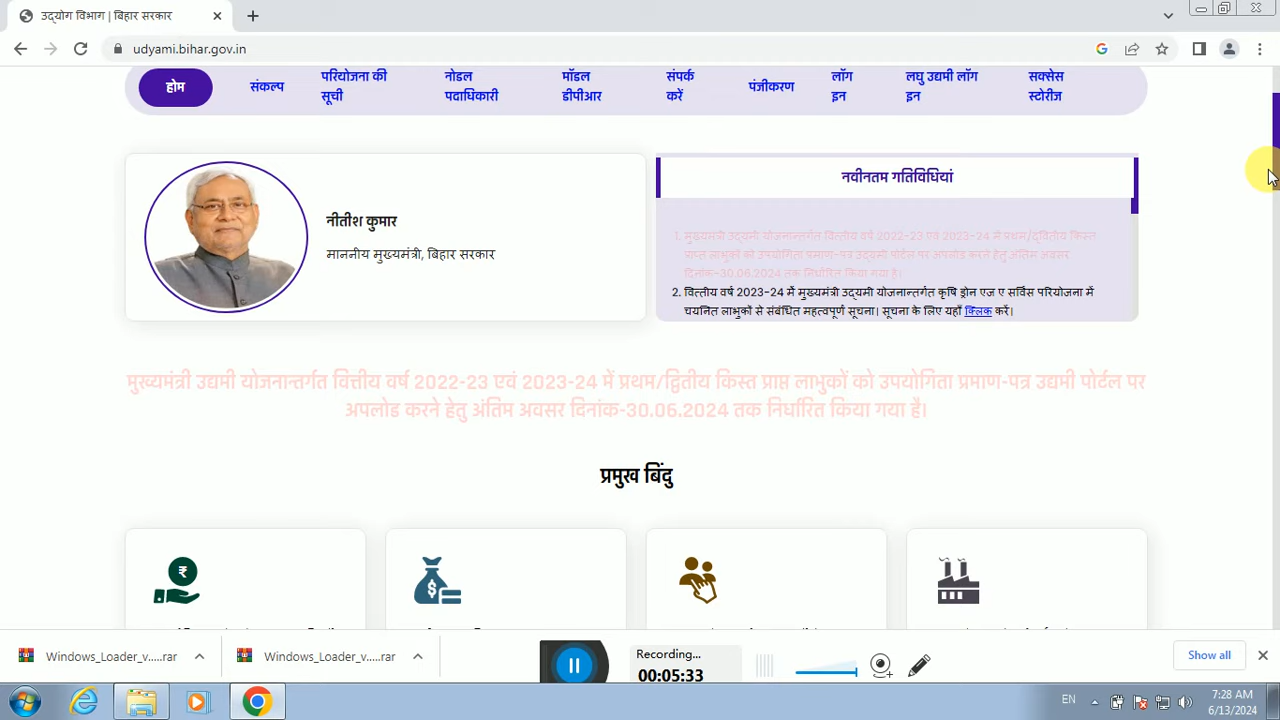 उद्योग विभाग | बिहार सरकार
udyami.bihar.gov.in
होम
संकल्प
परियोजना की
सूची
नोडल
पदाधिकारी
मॉडल
डीपीआर
संपर्क
करें
पंजीकरण
लॉग
इन
लघु उद्यमी लॉग
इन
सक्सेस
स्टोरीज
नीतीश कुमार
माननीय मुख्यमंत्री, बिहार सरकार
नवीनतम गतिविधियां
1. मुख्यमंत्री उद्यमी योजनान्तर्गत वित्तीय वर्ष 2022-23 एवं 2023-24 में प्रथम/द्वितीय किस्त
प्राप्त लाभुकों को उपयोगिता प्रमाण-पत्र उद्यमी पोर्टल पर अपलोड करने हेतु अंतिम अवसर
दिनांक-30.06.2024 तक निर्धारित किया गया है।
2. वित्तीय वर्ष 2023-24 में मुख्यमंत्री उद्यमी योजनान्तर्गत कृषि ड्रोन एज ए सर्विस परियोजना में
चयनित लाभुकों से संबंधित महत्वपूर्ण सूचना। सूचना के लिए यहाँ क्लिक करें।
मुख्यमंत्री उद्यमी योजनान्तर्गत वित्तीय वर्ष 2022-23 एवं 2023-24 में प्रथम/द्वितीय किस्त प्राप्त लाभुकों को उपयोगिता प्रमाण-पत्र उद्यमी पोर्टल पर
अपलोड करने हेतु अंतिम अवसर दिनांक-30.06.2024 तक निर्धारित किया गया है।
प्रमुख बिंदु
Windows_Loader_v.....rar
Windows_Loader_v.....rar
Recording...
00:05:33
Show all
EN
7:28 AM
6/13/2024